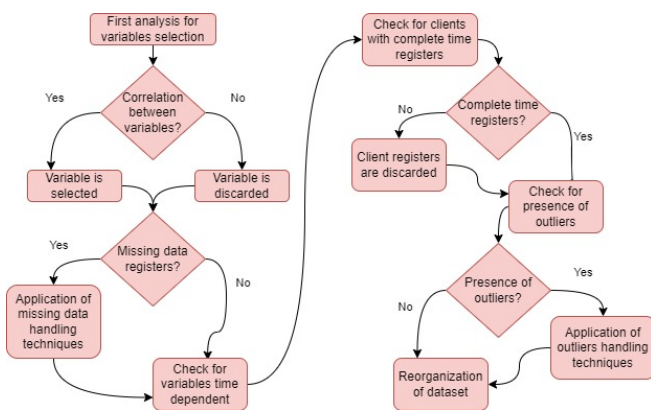 First analysis for
variables selection
Yes
Correlation
between
variables?
No
Variable is
selected
Variable is
discarded
Yes
Missing data
registers?
No
Application of
missing data
handling
techniques
Check for
variables time
dependent
Check for clients
with complete time
registers
No
Complete time
registers?
Yes
Client registers
are discarded
Check for
presence of
outliers
No
Presence of
outliers?
Yes
Application of
outliers handling
techniques
Reorganization
of dataset